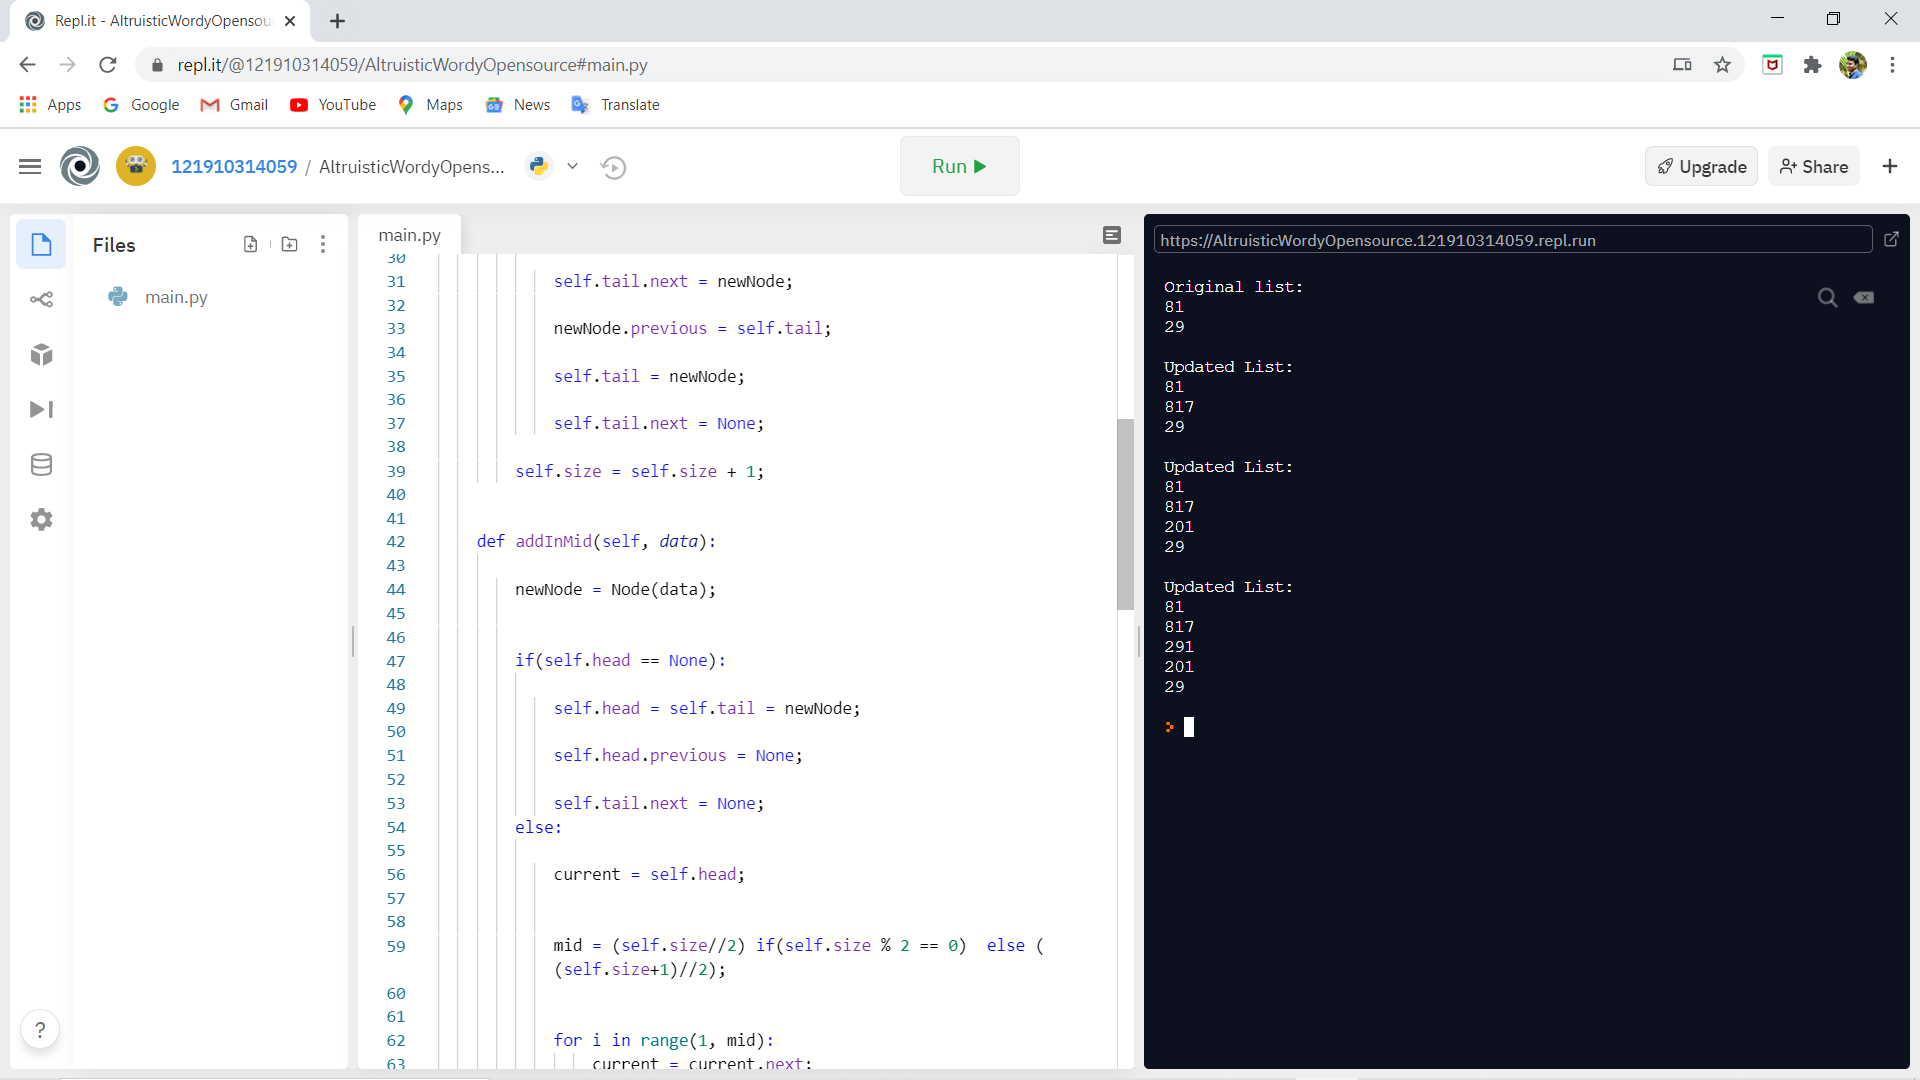 Repl.it - AltruisticWordyOpensou
repl.it/@121910314059/AltruisticWordyOpensource#main.py
Apps Google Gmail YouTube Maps News Translate
121910314059 / AltruisticWordyOpens... Run Upgrade Share
Files
main.py
main.py
30
31 self.tail.next = newNode;
32
33 newNode.previous = self.tail;
34
35 self.tail = newNode;
36
37 self.tail.next = None;
38
39 self.size = self.size + 1;
40
41
42 def addInMid(self, data):
43
44 newNode = Node(data);
45
46
47 if(self.head == None):
48
49 self.head = self.tail = newNode;
50
51 self.head.previous = None;
52
53 self.tail.next = None;
54 else:
55
56 current = self.head;
57
58
59 mid = (self.size//2) if(self.size % 2 == 0)  else (
(self.size+1)//2);
60
61
62 for i in range(1, mid):
63 current = current.next;
?
https://AltruisticWordyOpensource.121910314059.repl.run
Original list:
81
29
Updated List:
81
817
29
Updated List:
81
817
201
29
Updated List:
81
817
291
201
29